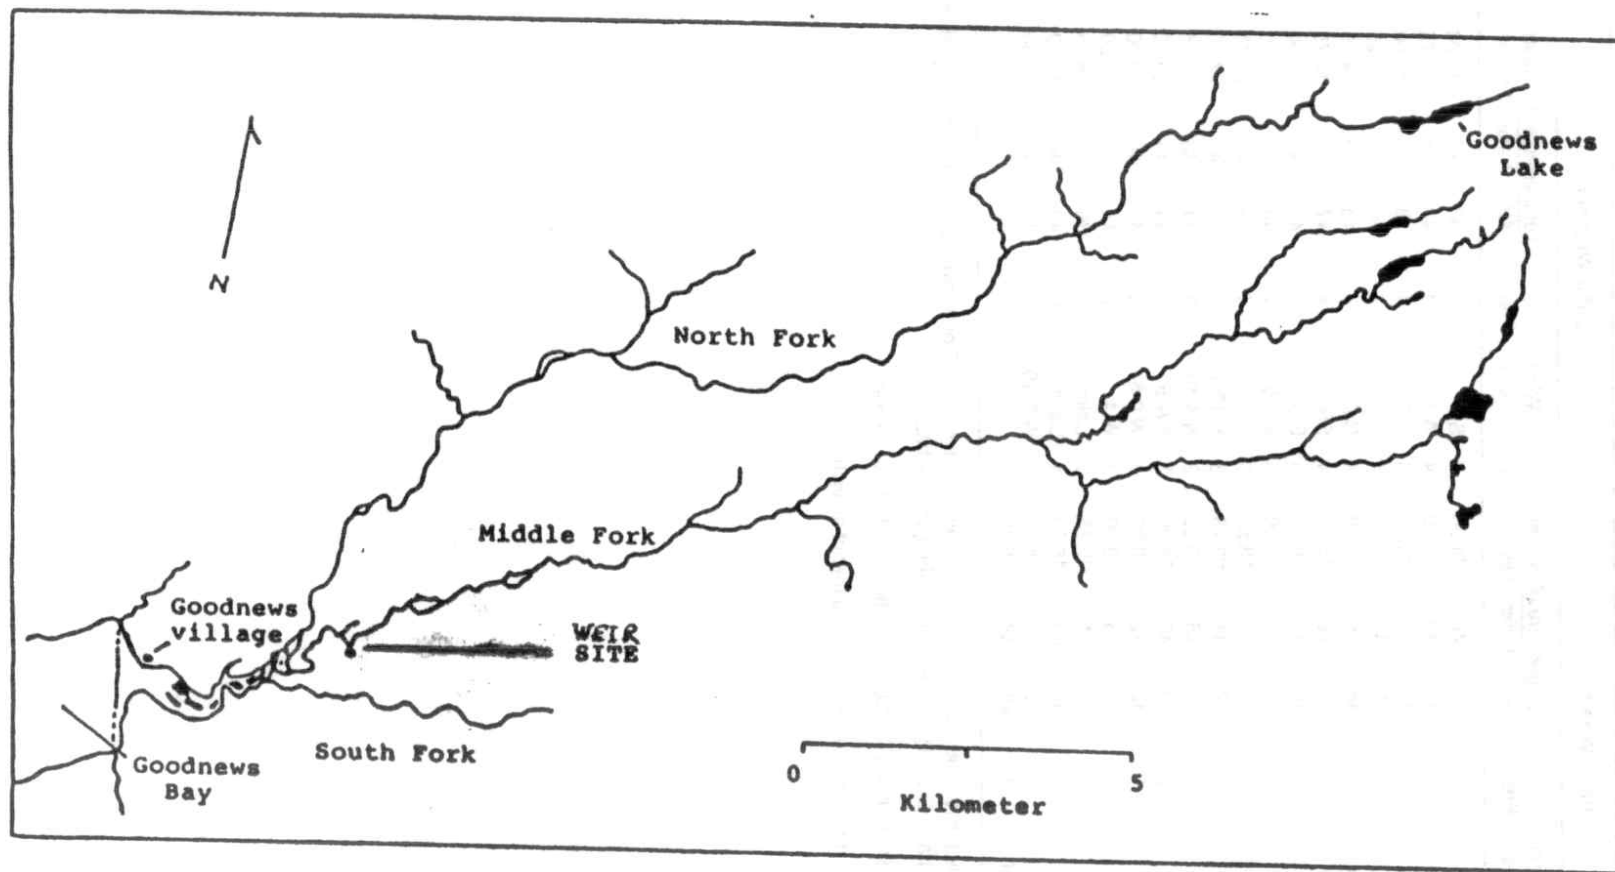 Goodnews
Lake
N
North Fork
Middle Fork
Goodnews
village
WEIR
SITE
South Fork
Goodnews
Bay
0
5
Kilometer